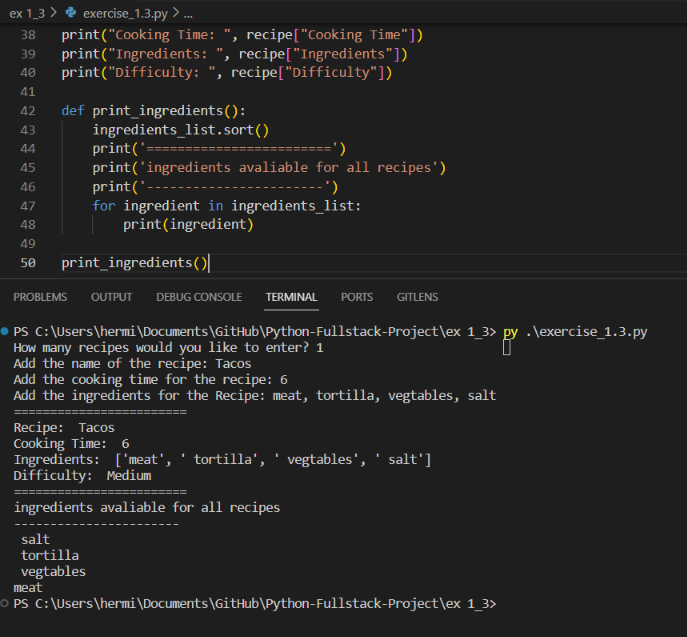 ex 1_3 > exercise_1.3.py > ...
38 print("Cooking Time: ", recipe["Cooking Time"])
39 print("Ingredients: ", recipe["Ingredients"])
40 print("Difficulty: ", recipe["Difficulty"])
41
42 def print_ingredients():
43     ingredients_list.sort()
44     print('========================')
45     print('ingredients avaliable for all recipes')
46     print('-----------------------')
47     for ingredient in ingredients_list:
48         print(ingredient)
49
50 print_ingredients()
PROBLEMS OUTPUT DEBUG CONSOLE TERMINAL PORTS GITLENS
PS C:\Users\hermi\Documents\GitHub\Python-Fullstack-Project\ex 1_3> py .\exercise_1.3.py
How many recipes would you like to enter? 1
Add the name of the recipe: Tacos
Add the cooking time for the recipe: 6
Add the ingredients for the Recipe: meat, tortilla, vegtables, salt
========================
Recipe:  Tacos
Cooking Time:  6
Ingredients:  ['meat', ' tortilla', ' vegtables', ' salt']
Difficulty:  Medium
========================
ingredients avaliable for all recipes
-----------------------
 salt
 tortilla
 vegtables
meat
PS C:\Users\hermi\Documents\GitHub\Python-Fullstack-Project\ex 1_3>